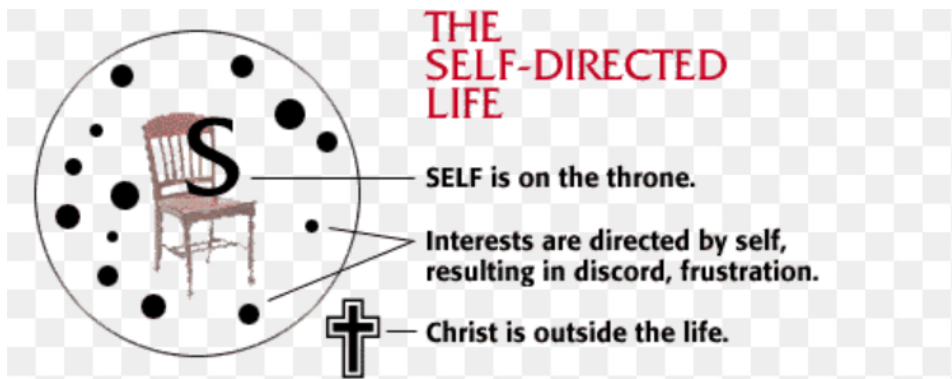 THE
SELF-DIRECTED
LIFE
S
SELF is on the throne.
Interests are directed by self,
resulting in discord, frustration.
Christ is outside the life.